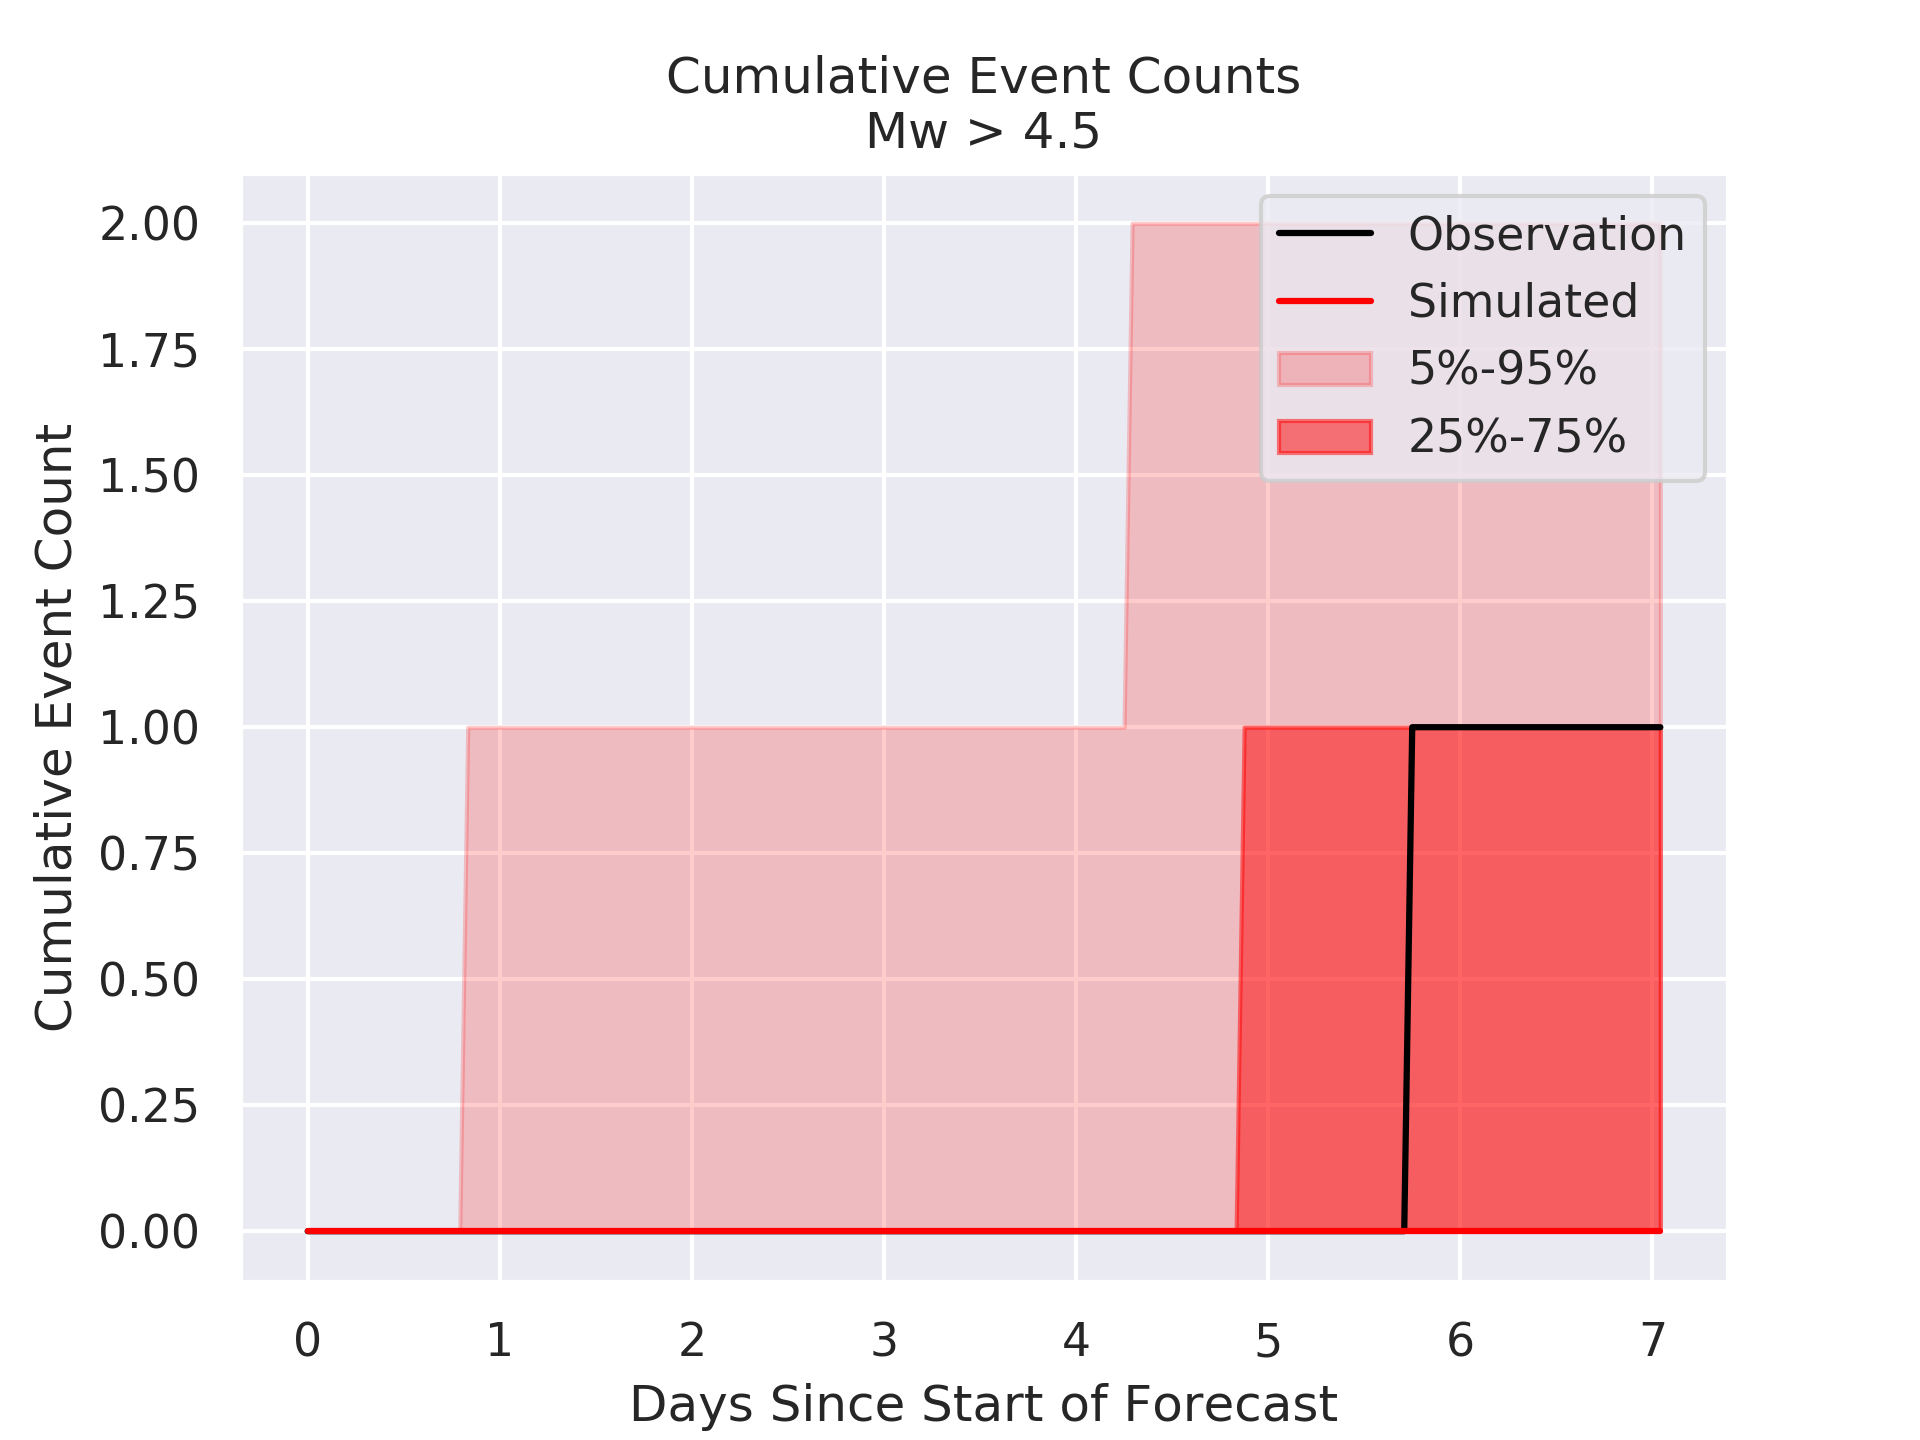 Cumulative Event Counts
Mw > 4.5
Cumulative Event Count
2.00
1.75
1.50
1.25
1.00
0.75
0.50
0.25
0.00
Observation
Simulated
5%-95%
25%-75%
0 1 2 3 4 5 6 7
Days Since Start of Forecast